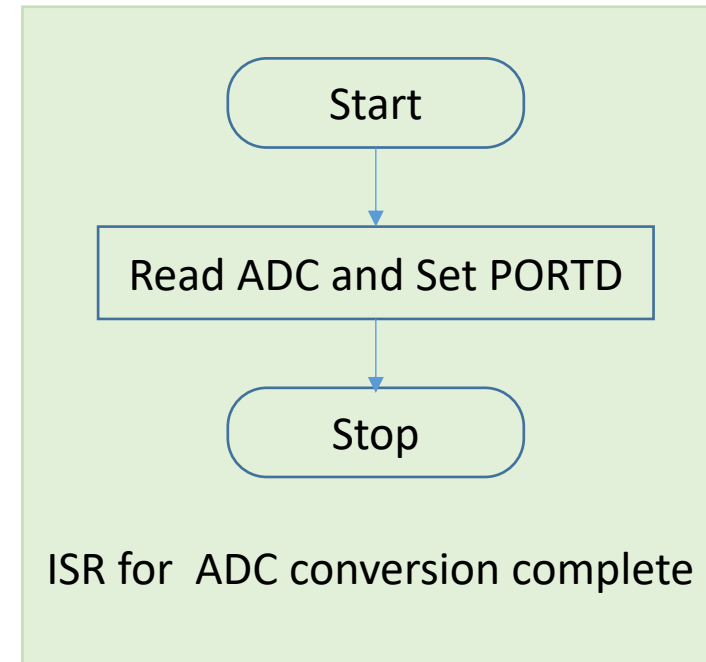 Start
Read ADC and Set PORTD
Stop
ISR for ADC conversion complete